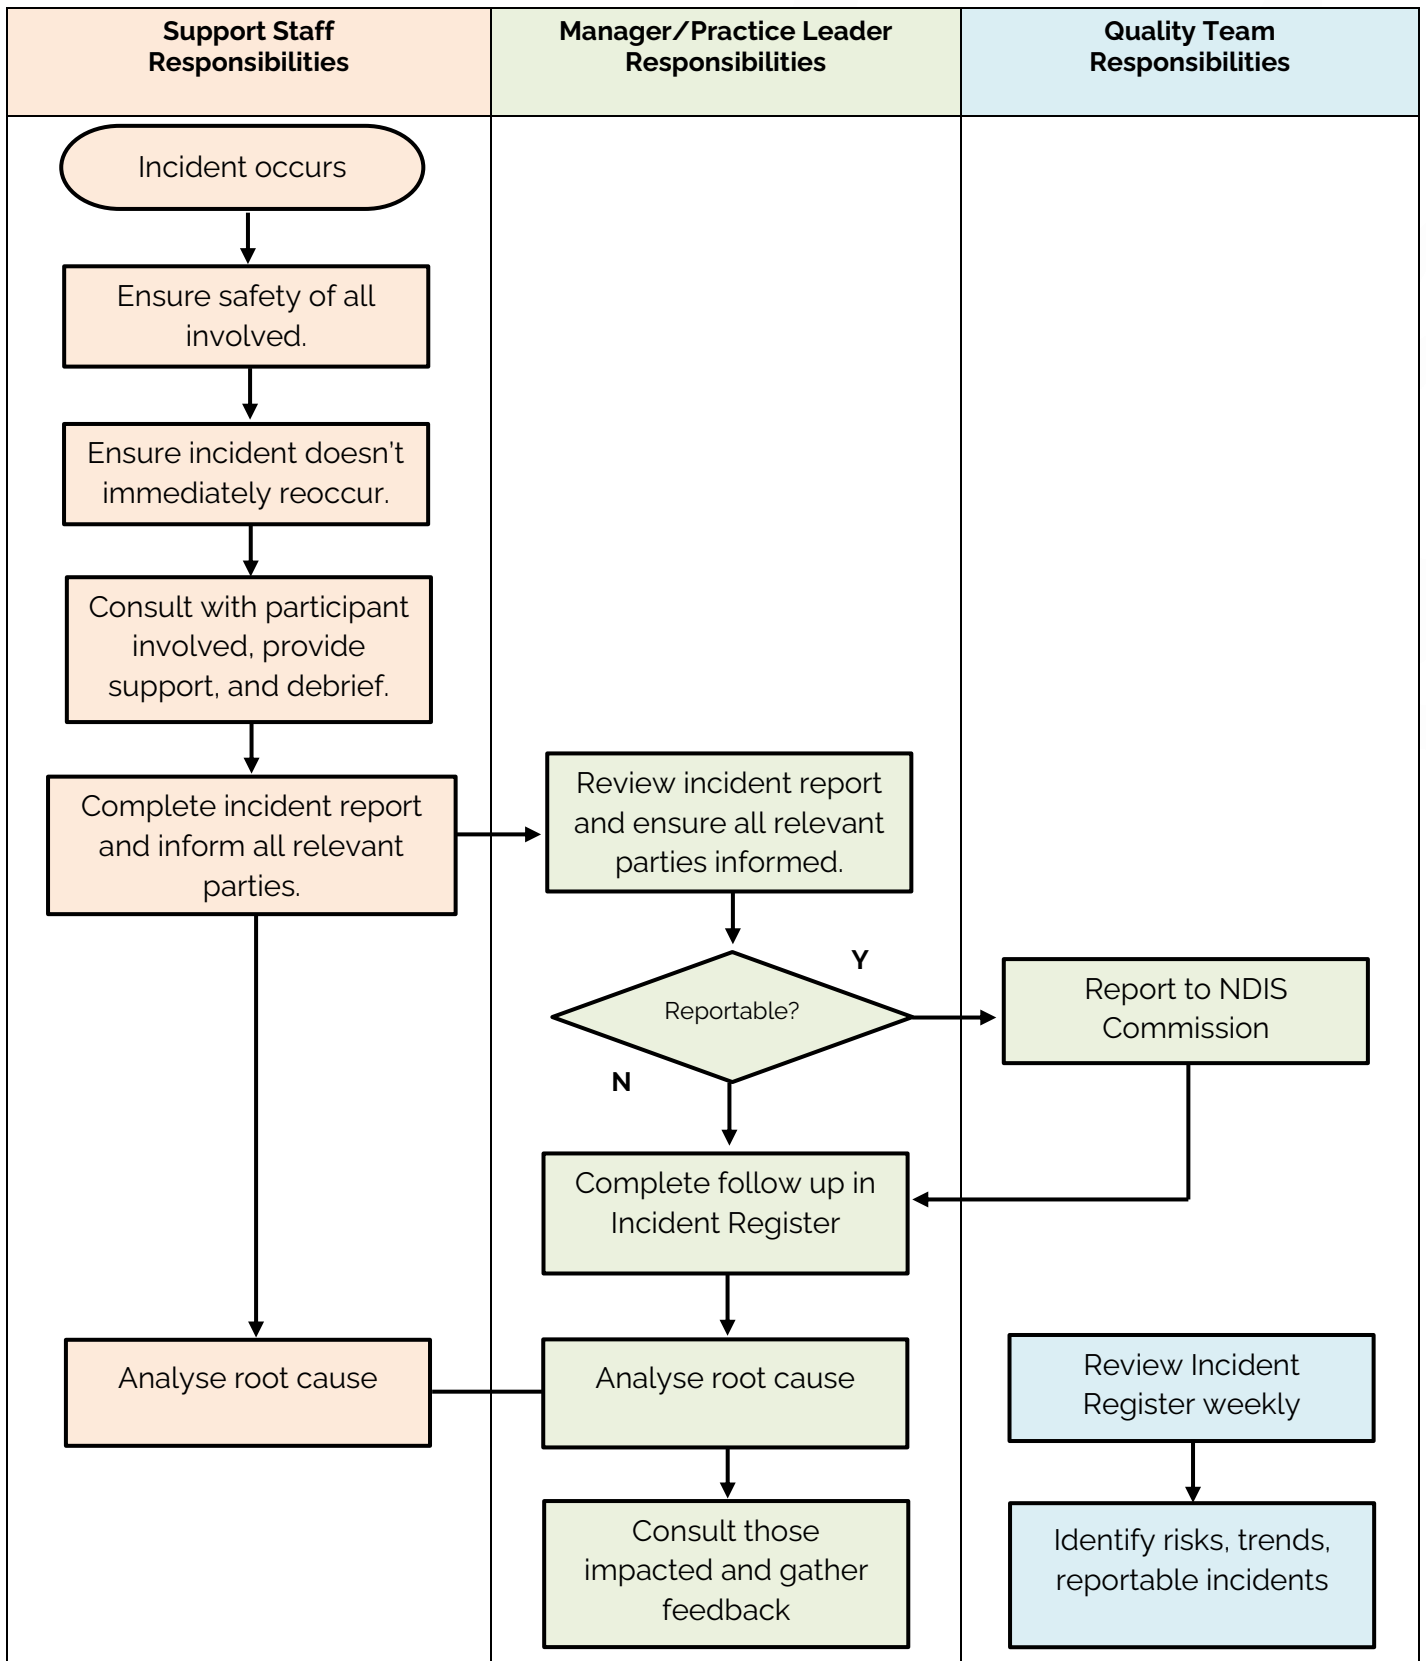 Support Staff
Responsibilities
Manager/Practice Leader
Responsibilities
Quality Team
Responsibilities
Incident occurs
Ensure safety of all
involved.
Ensure incident doesn't
immediately reoccur.
Consult with participant
involved, provide
support, and debrief.
Complete incident report
and inform all relevant
parties.
Review incident report
and ensure all relevant
parties informed.
Reportable?
Y
N
Report to NDIS
Commission
Complete follow up in
Incident Register
Analyse root cause
Analyse root cause
Review Incident
Register weekly
Consult those
impacted and gather
feedback
Identify risks, trends,
reportable incidents